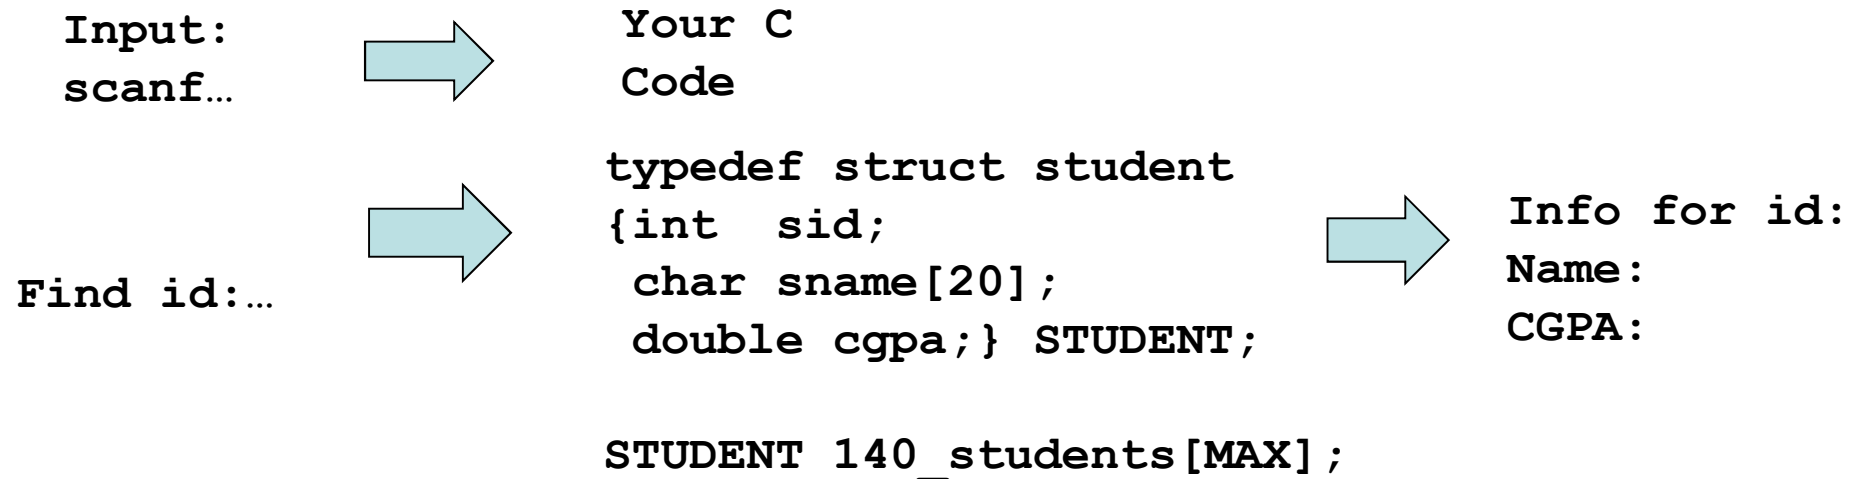 Input:
scanf…
Your C
Code
Find id:…
typedef struct student
{int  sid;
 char sname[20];
 double cgpa;} STUDENT;
STUDENT 140_students[MAX];
Info for id:
Name:
CGPA: